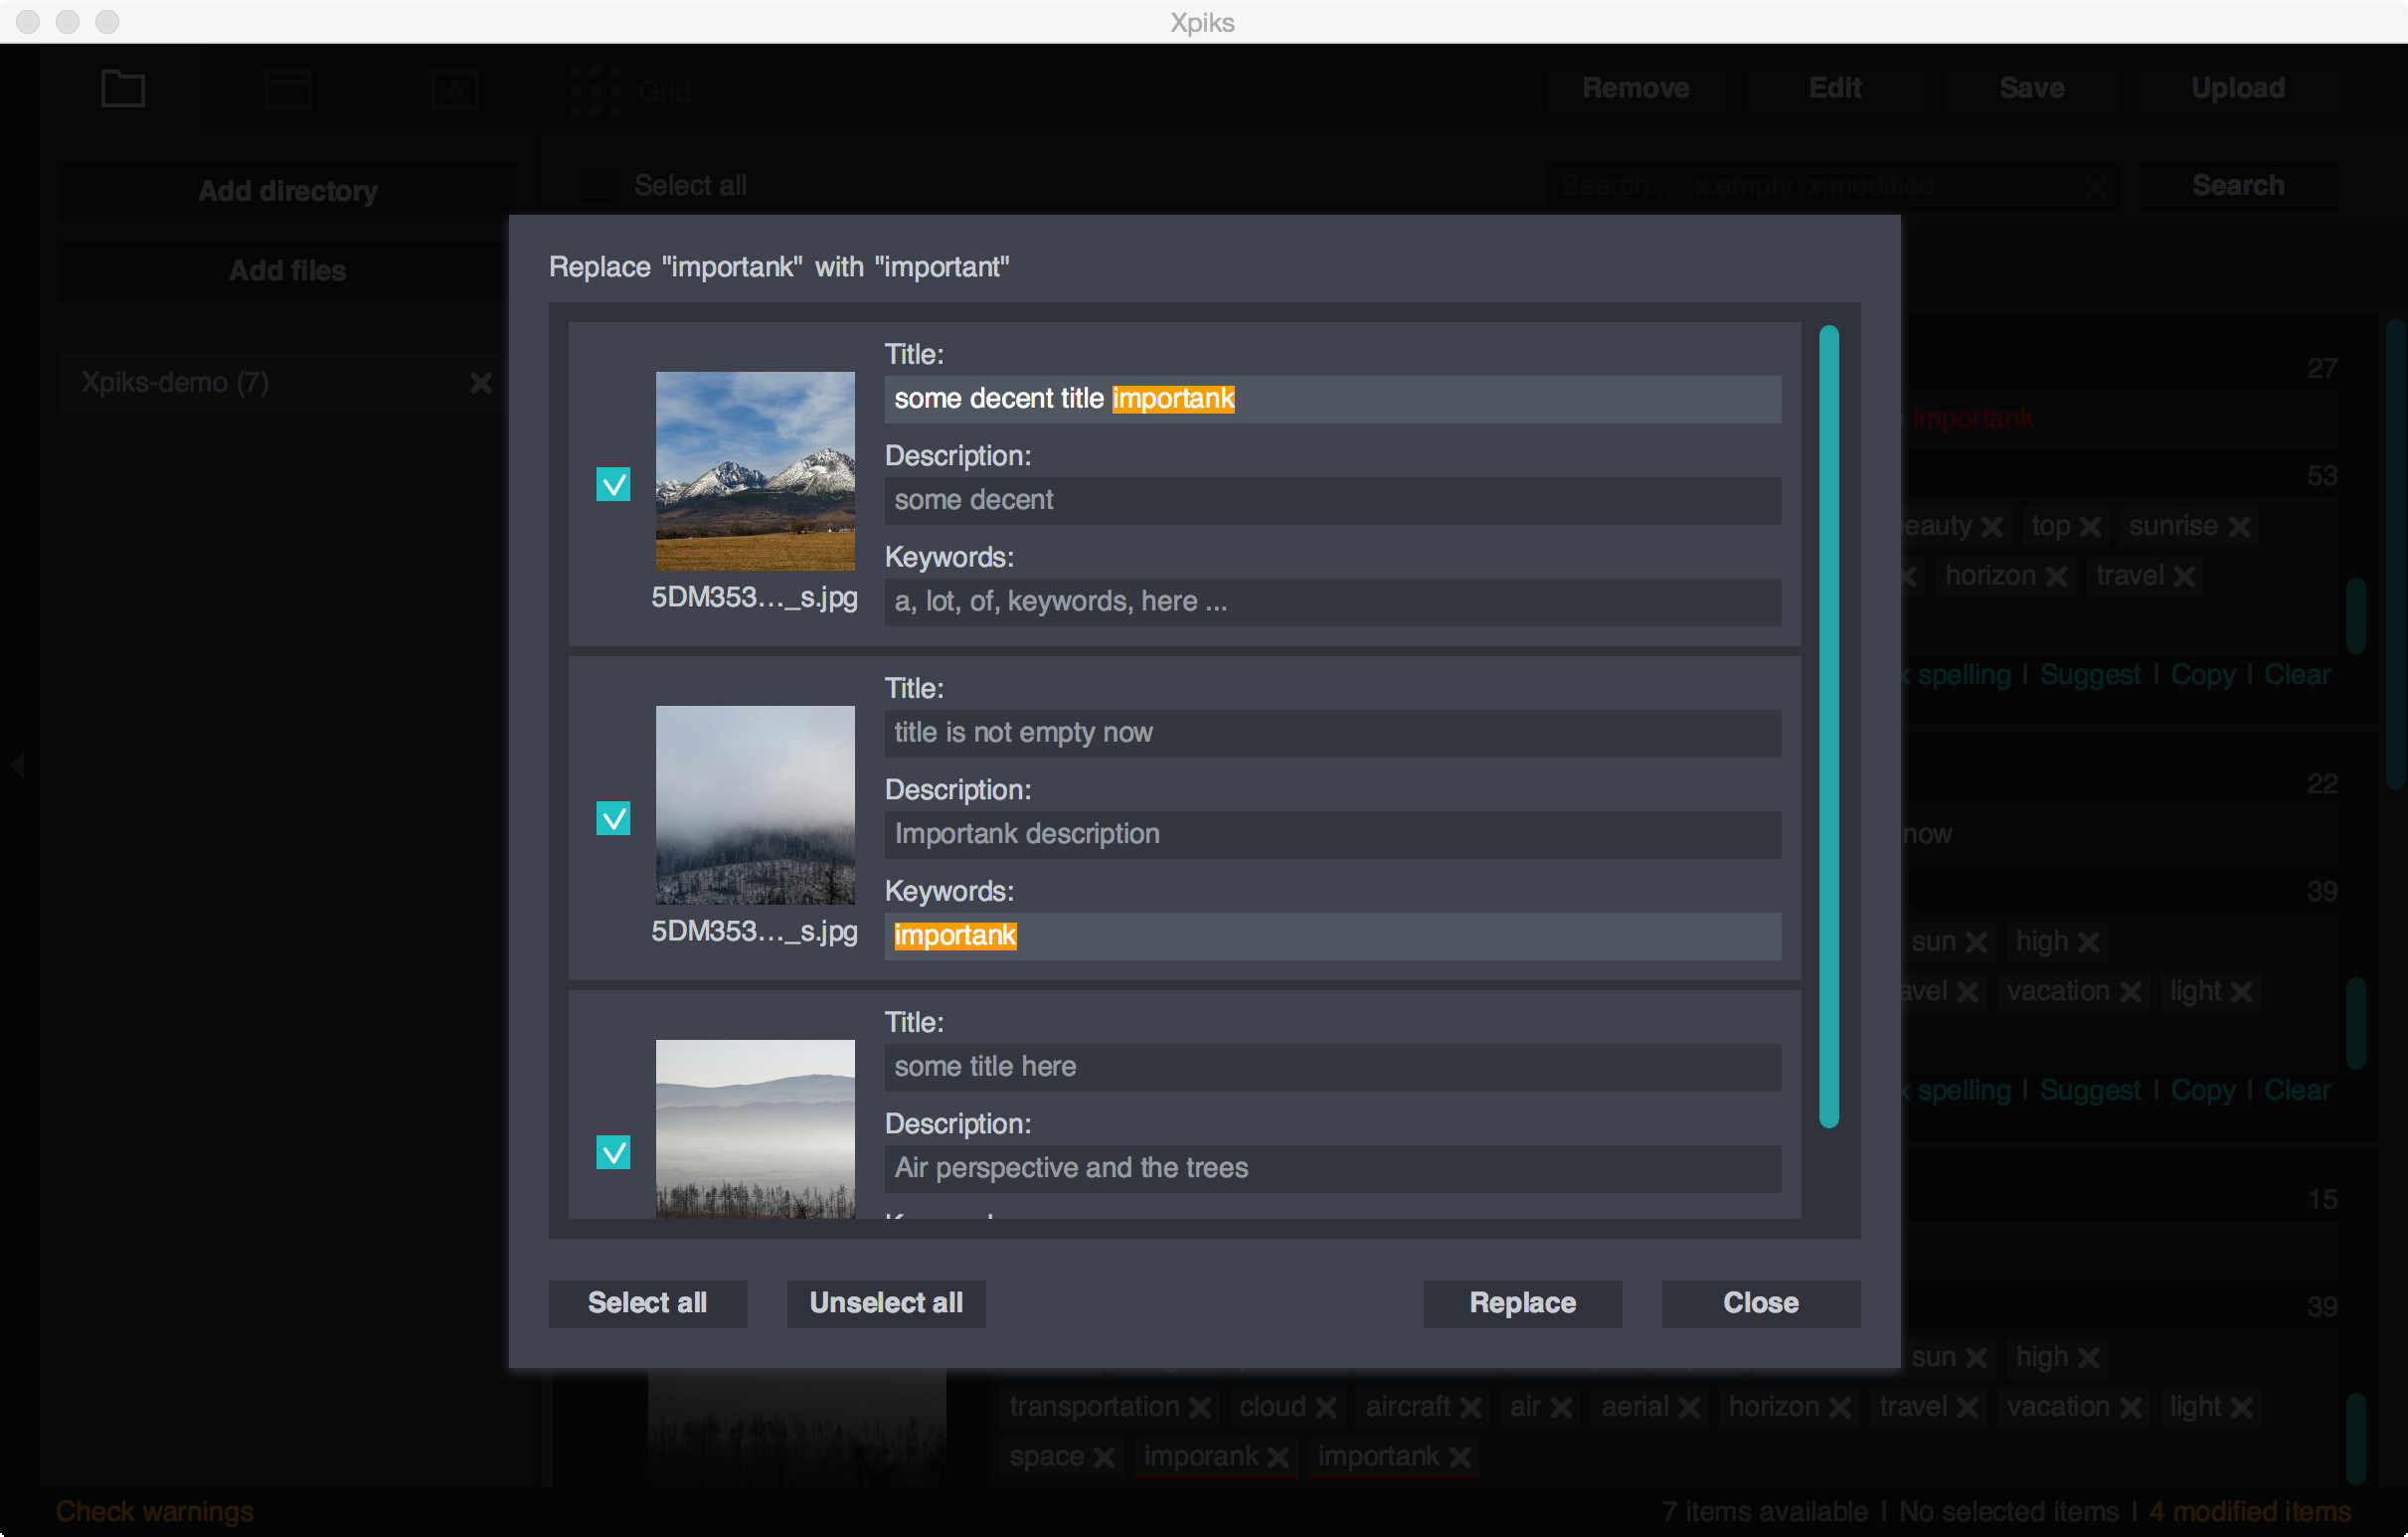 Xpiks
Grid
Remove
Edit
Save
Upload
Add directory
Select all
Search... x:empty x:modified
Search
Add files
Replace "importank" with "important"
Xpiks-demo (7)
Title:
some decent title importank
Description:
some decent
Keywords:
a, lot, of, keywords, here ...
5DM353..._s.jpg
Title:
title is not empty now
Description:
Importank description
Keywords:
importank
5DM353..._s.jpg
Title:
some title here
Description:
Air perspective and the trees
Select all
Unselect all
Replace
Close
27
importank
53
top
sunrise
horizon
travel
spelling | Suggest | Copy | Clear
22
now
39
sun
high
vacation
light
spelling | Suggest | Copy | Clear
15
39
sun
high
transportation cloud aircraft air aerial horizon travel vacation light
space imporank importank
Check warnings
7 items available | No selected items | 4 modified items